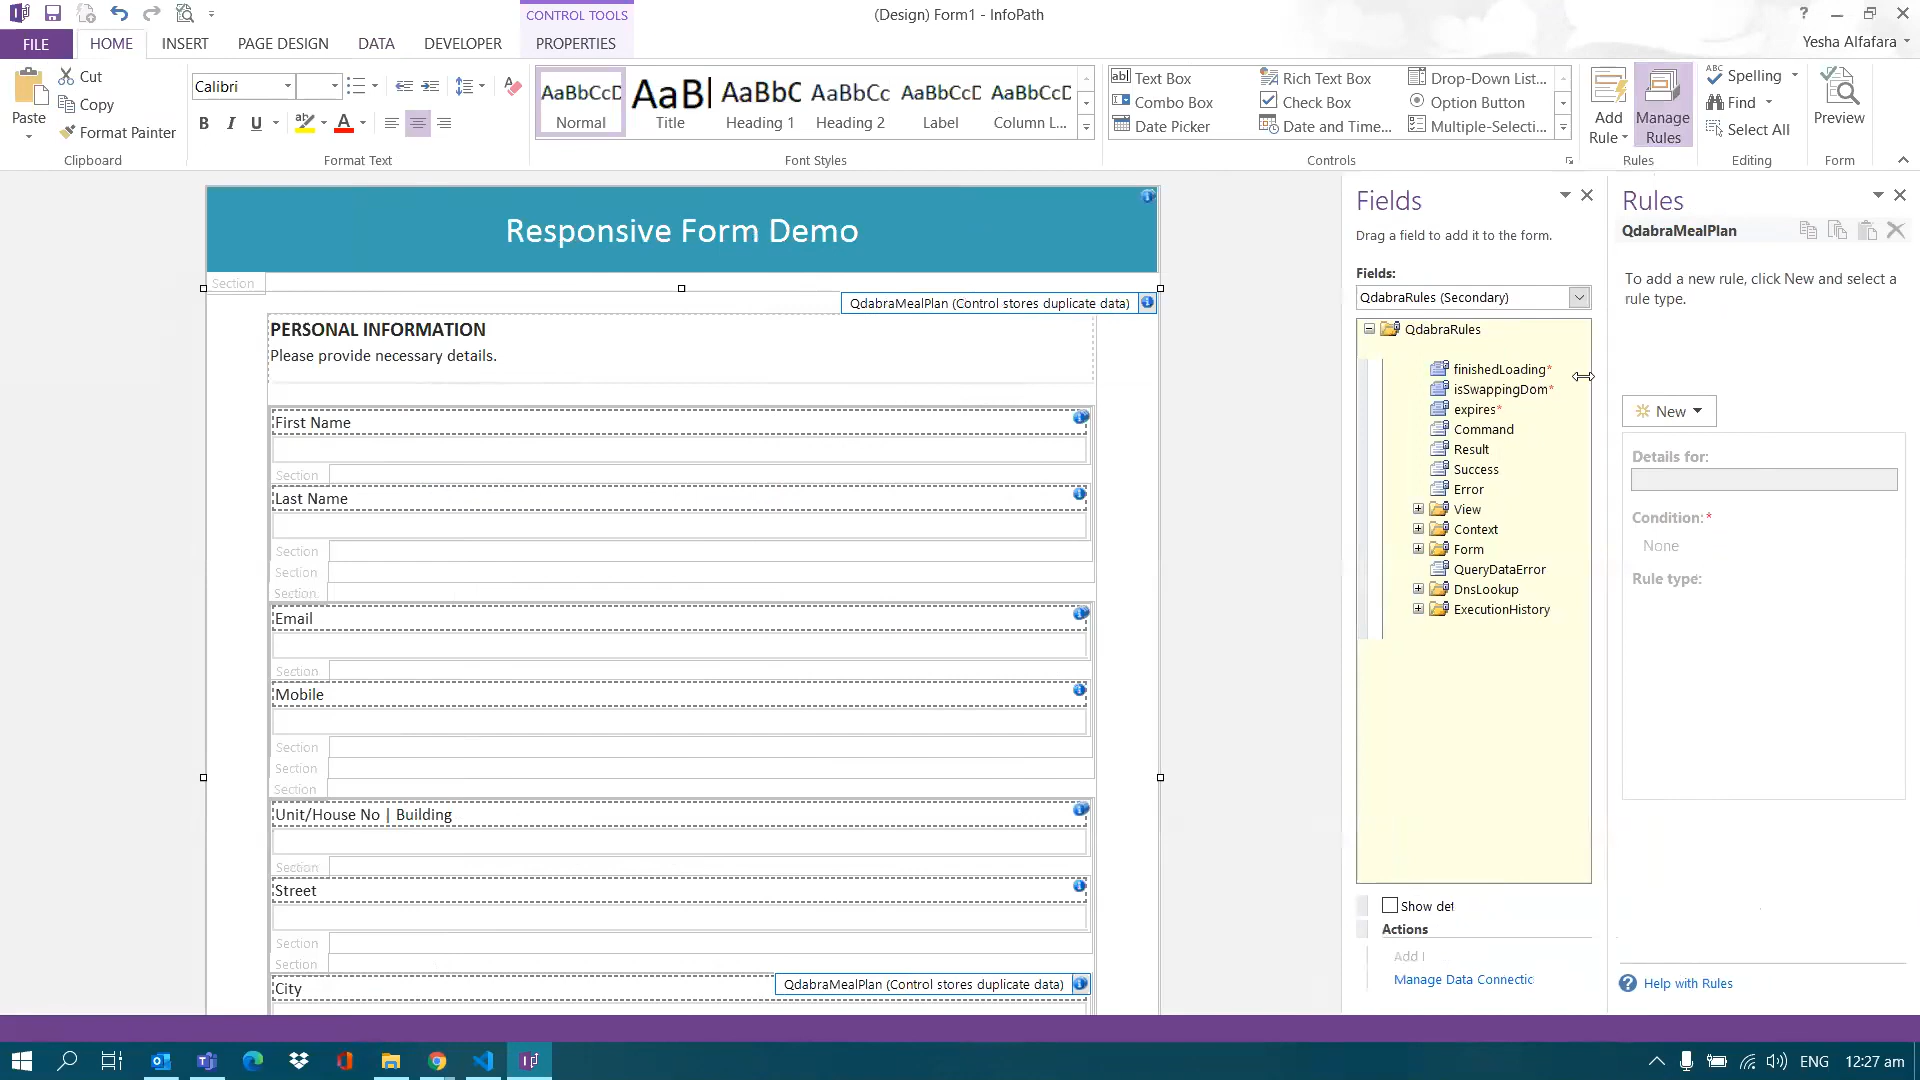 (Design) Form1 - InfoPath
CONTROL TOOLS
?
FILE
HOME
INSERT
PAGE DESIGN
DATA
DEVELOPER
PROPERTIES
Yesha Alfafara
Paste
Cut
Copy
Format Painter
Clipboard
Calibri
B I U
Format Text
AaBbCcD
Normal
AaBl
Title
AaBbC
Heading 1
AaBbCc
Heading 2
AaBbCcD
Label
AaBbCcD
Column L...
Font Styles
Text Box
Combo Box
Date Picker
Rich Text Box
Check Box
Date and Time...
Drop-Down List...
Option Button
Multiple-Selecti...
Controls
Add
Rule
Manage
Rules
Rules
Spelling
Find
Select All
Editing
Preview
Form
Responsive Form Demo
Section
QdabraMealPlan (Control stores duplicate data)
PERSONAL INFORMATION
Please provide necessary details.
First Name
Section
Last Name
Section
Section
Section
Email
Section
Mobile
Section
Section
Section
Unit/House No | Building
Section
Street
Section
Section
City
QdabraMealPlan (Control stores duplicate data)
Fields
Drag a field to add it to the form.
Fields:
QdabraRules (Secondary)
QdabraRules
finishedLoading*
isSwappingDom*
expires*
Command
Result
Success
Error
View
Context
Form
QueryDataError
DnsLookup
ExecutionHistory
Show det
Actions
Add I
Manage Data Connectic
Rules
QdabraMealPlan
To add a new rule, click New and select a
rule type.
New
Details for:
Condition:*
None
Rule type:
Help with Rules
ENG
12:27 am